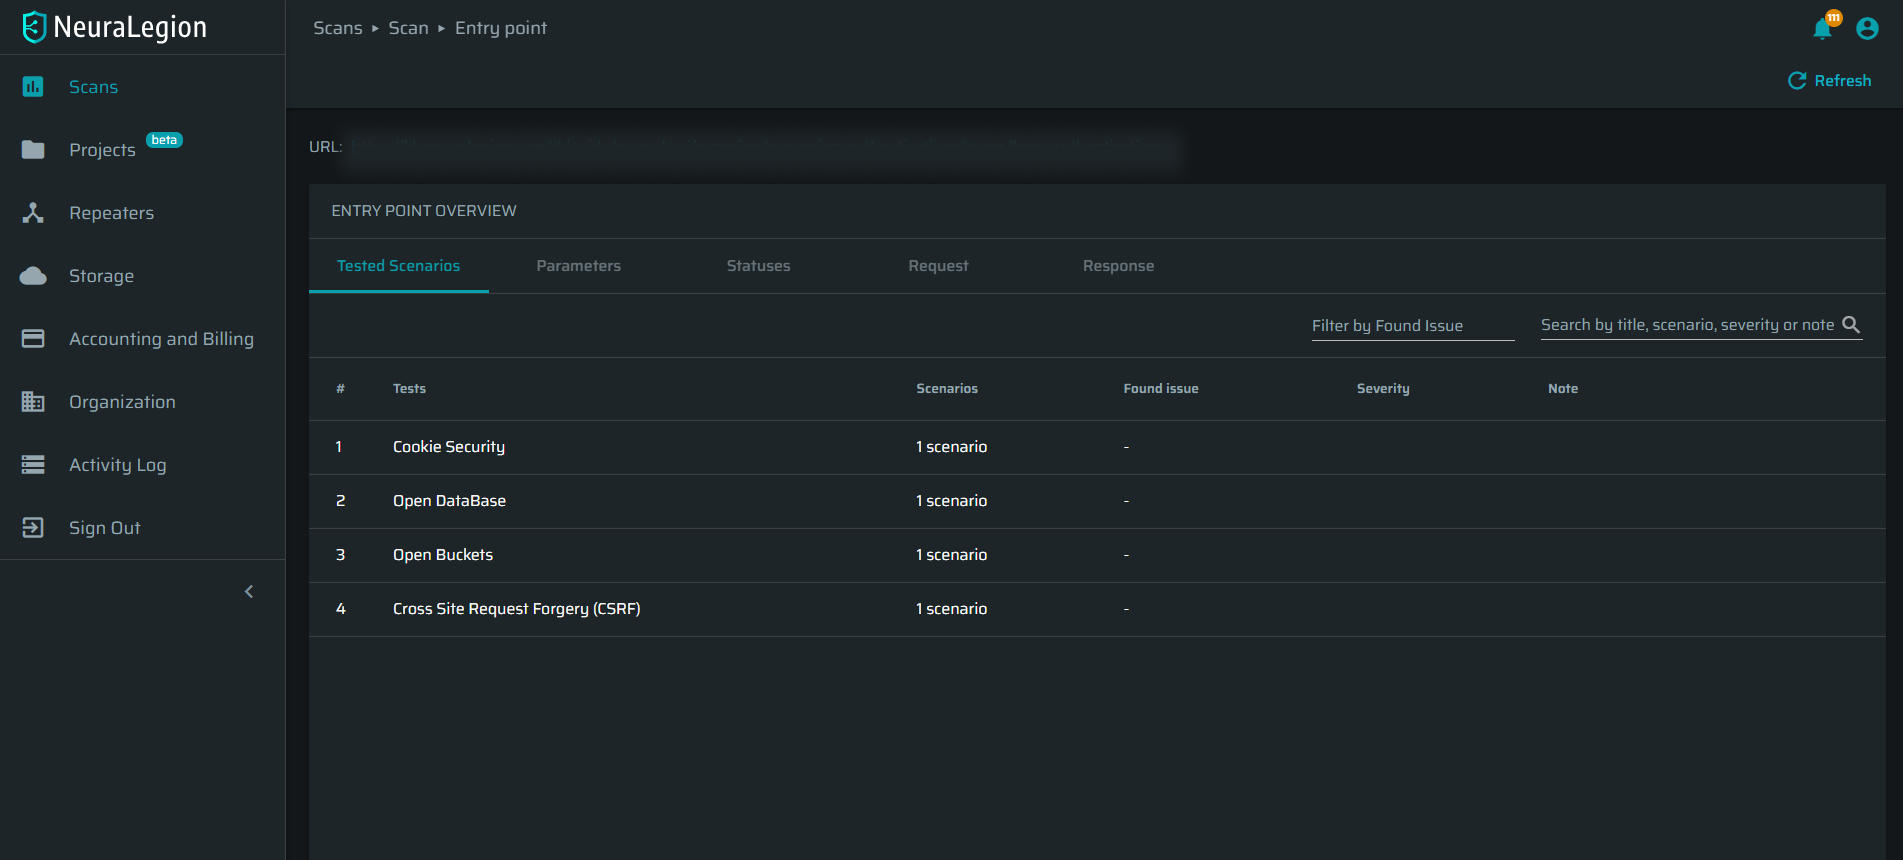 NeuraLegion
Scans
Projects
beta
Repeaters
Storage
Accounting and Billing
Organization
Activity Log
Sign Out
Scans ▸ Scan ▸ Entry point
111
Refresh
URL:
ENTRY POINT OVERVIEW
Tested Scenarios Parameters Statuses Request Response
Filter by Found Issue Search by title, scenario, severity or note
# Tests Scenarios Found issue Severity Note
1 Cookie Security 1 scenario -
2 Open DataBase 1 scenario -
3 Open Buckets 1 scenario -
4 Cross Site Request Forgery (CSRF) 1 scenario -